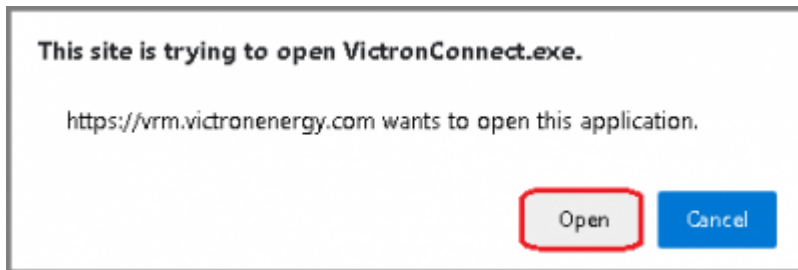 This site is trying to open VictronConnect.exe.
https://vrm.victronenergy.com wants to open this application.
Open Cancel